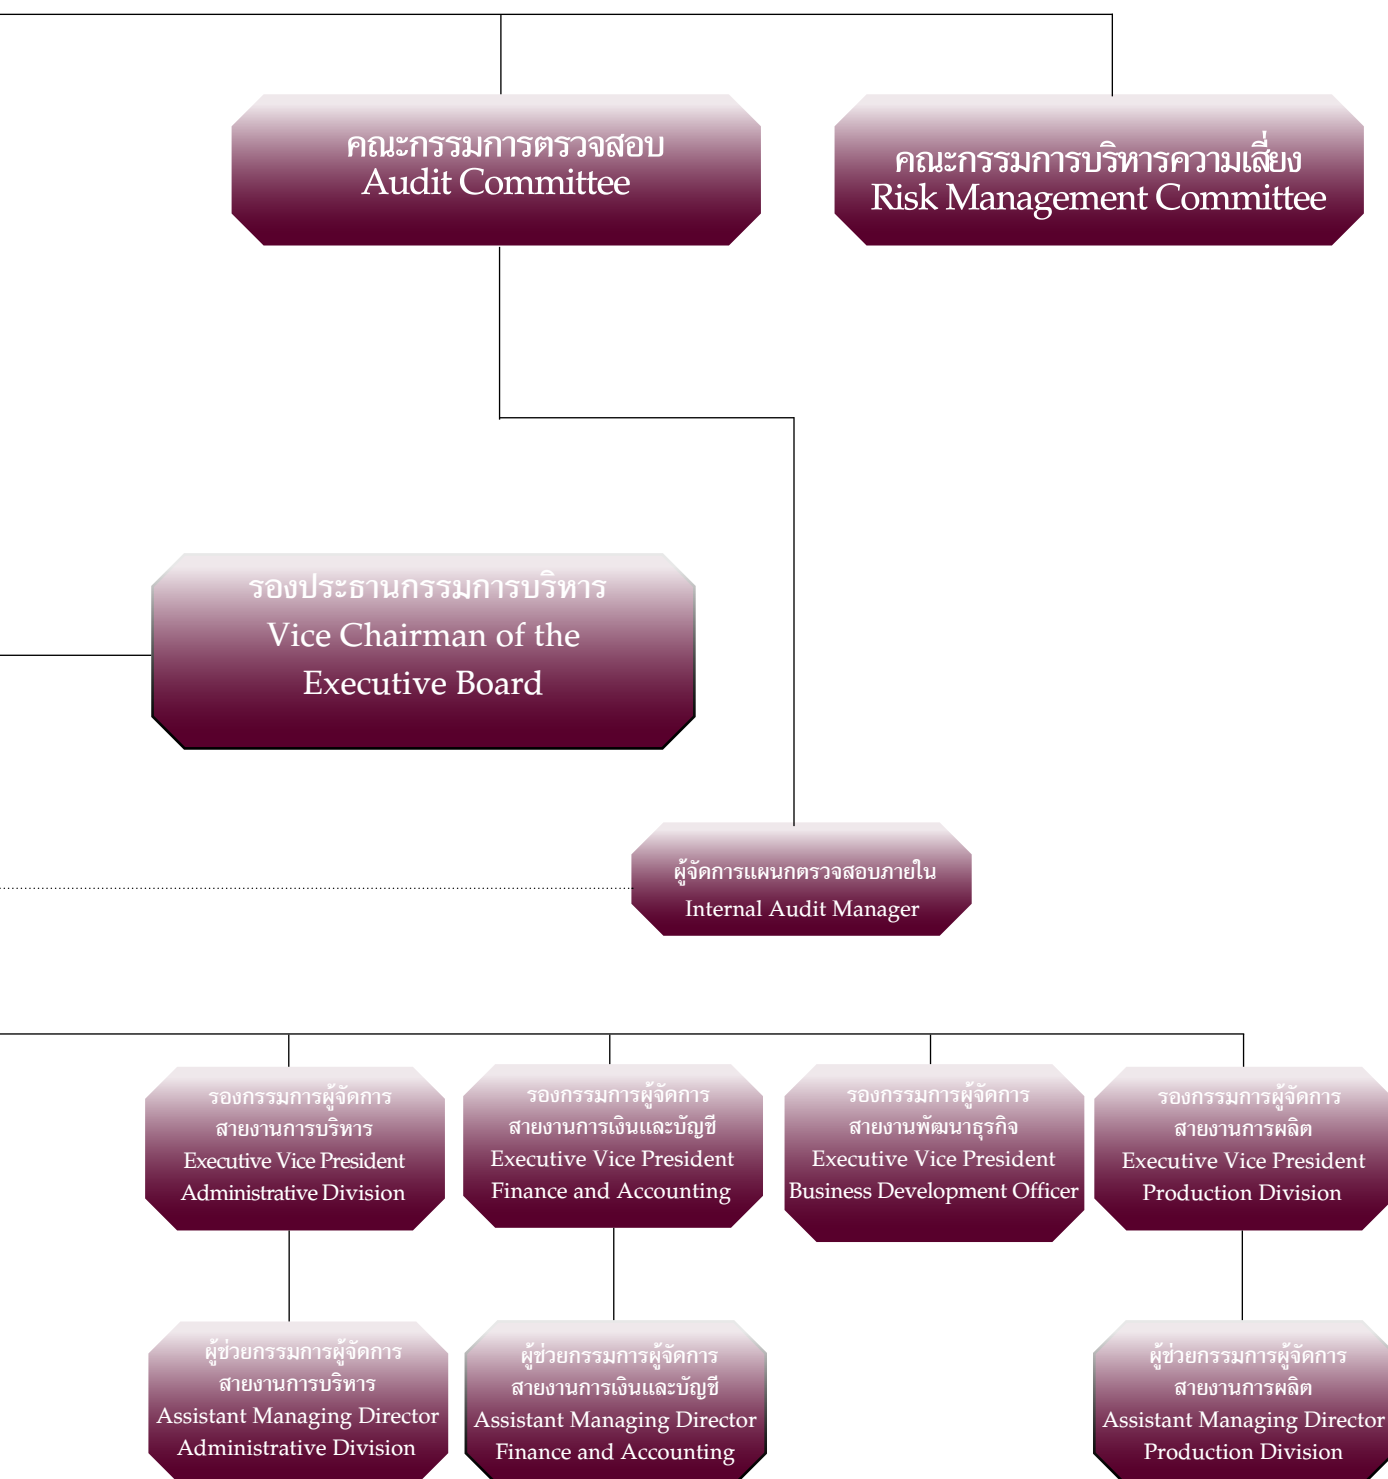 คณะกรรมการตรวจสอบ
Audit Committee
คณะกรรมการบริหารความเสี่ยง
Risk Management Committee
รองประธานกรรมการบริหาร
Vice Chairman of the
Executive Board
ผู้จัดการแผนกตรวจสอบภายใน
Internal Audit Manager
รองกรรมการผู้จัดการ
สายงานการบริหาร
Executive Vice President
Administrative Division
รองกรรมการผู้จัดการ
สายงานการเงินและบัญชี
Executive Vice President
Finance and Accounting
รองกรรมการผู้จัดการ
สายงานพัฒนาธุรกิจ
Executive Vice President
Business Development Officer
รองกรรมการผู้จัดการ
สายงานการผลิต
Executive Vice President
Production Division
ผู้ช่วยกรรมการผู้จัดการ
สายงานการบริหาร
Assistant Managing Director
Administrative Division
ผู้ช่วยกรรมการผู้จัดการ
สายงานการเงินและบัญชี
Assistant Managing Director
Finance and Accounting
ผู้ช่วยกรรมการผู้จัดการ
สายงานการผลิต
Assistant Managing Director
Production Division